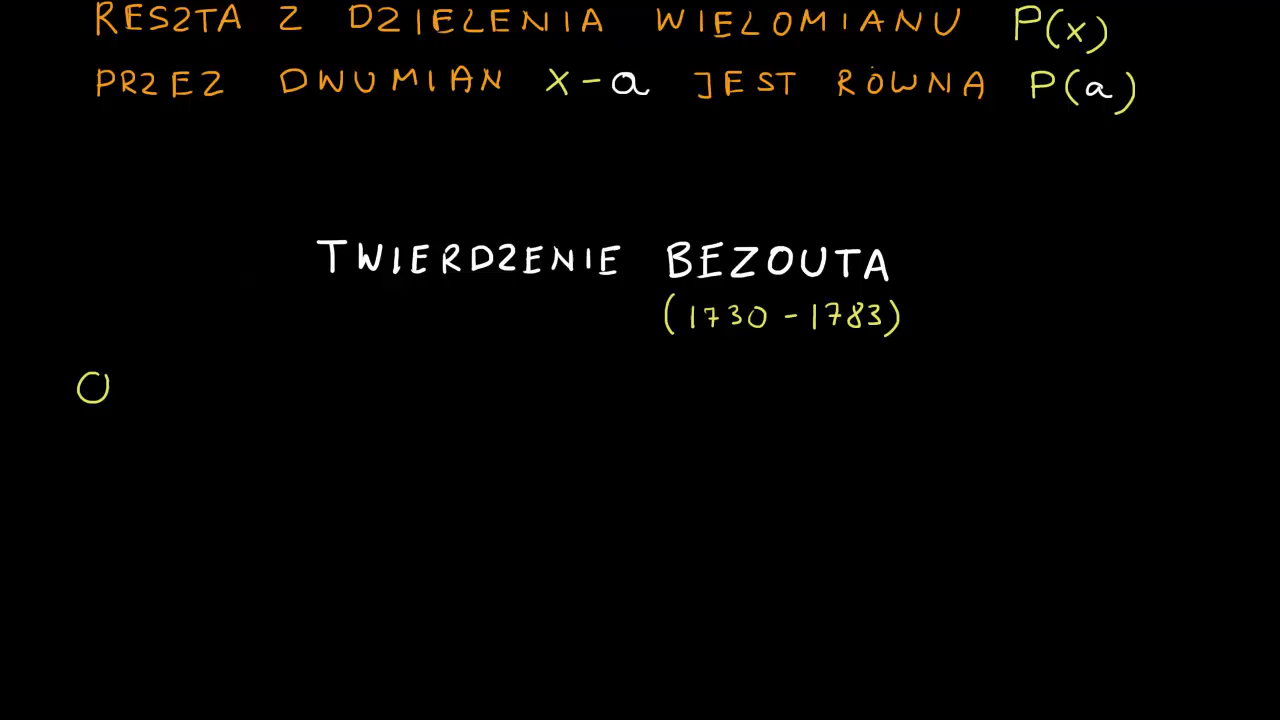 RESZTA Z DZIELENIA WIELOMIANU P(x)
PRZEZ DWUMIAN x-a JEST RÓWNA P(a)
TWIERDZENIE BEZOUTA
(1730 - 1783)
O